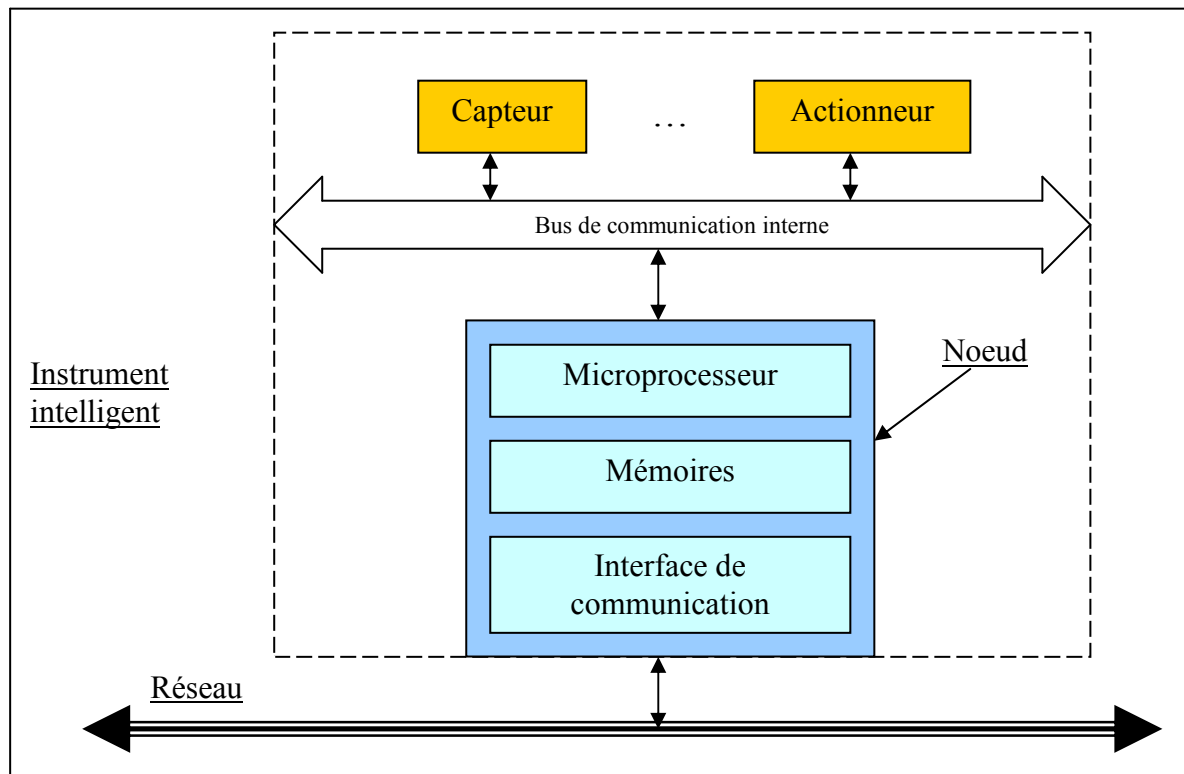 Capteur
…
Actionneur
Bus de communication interne
Instrument
intelligent
Noeud
Microprocesseur
Mémoires
Interface de
communication
Réseau